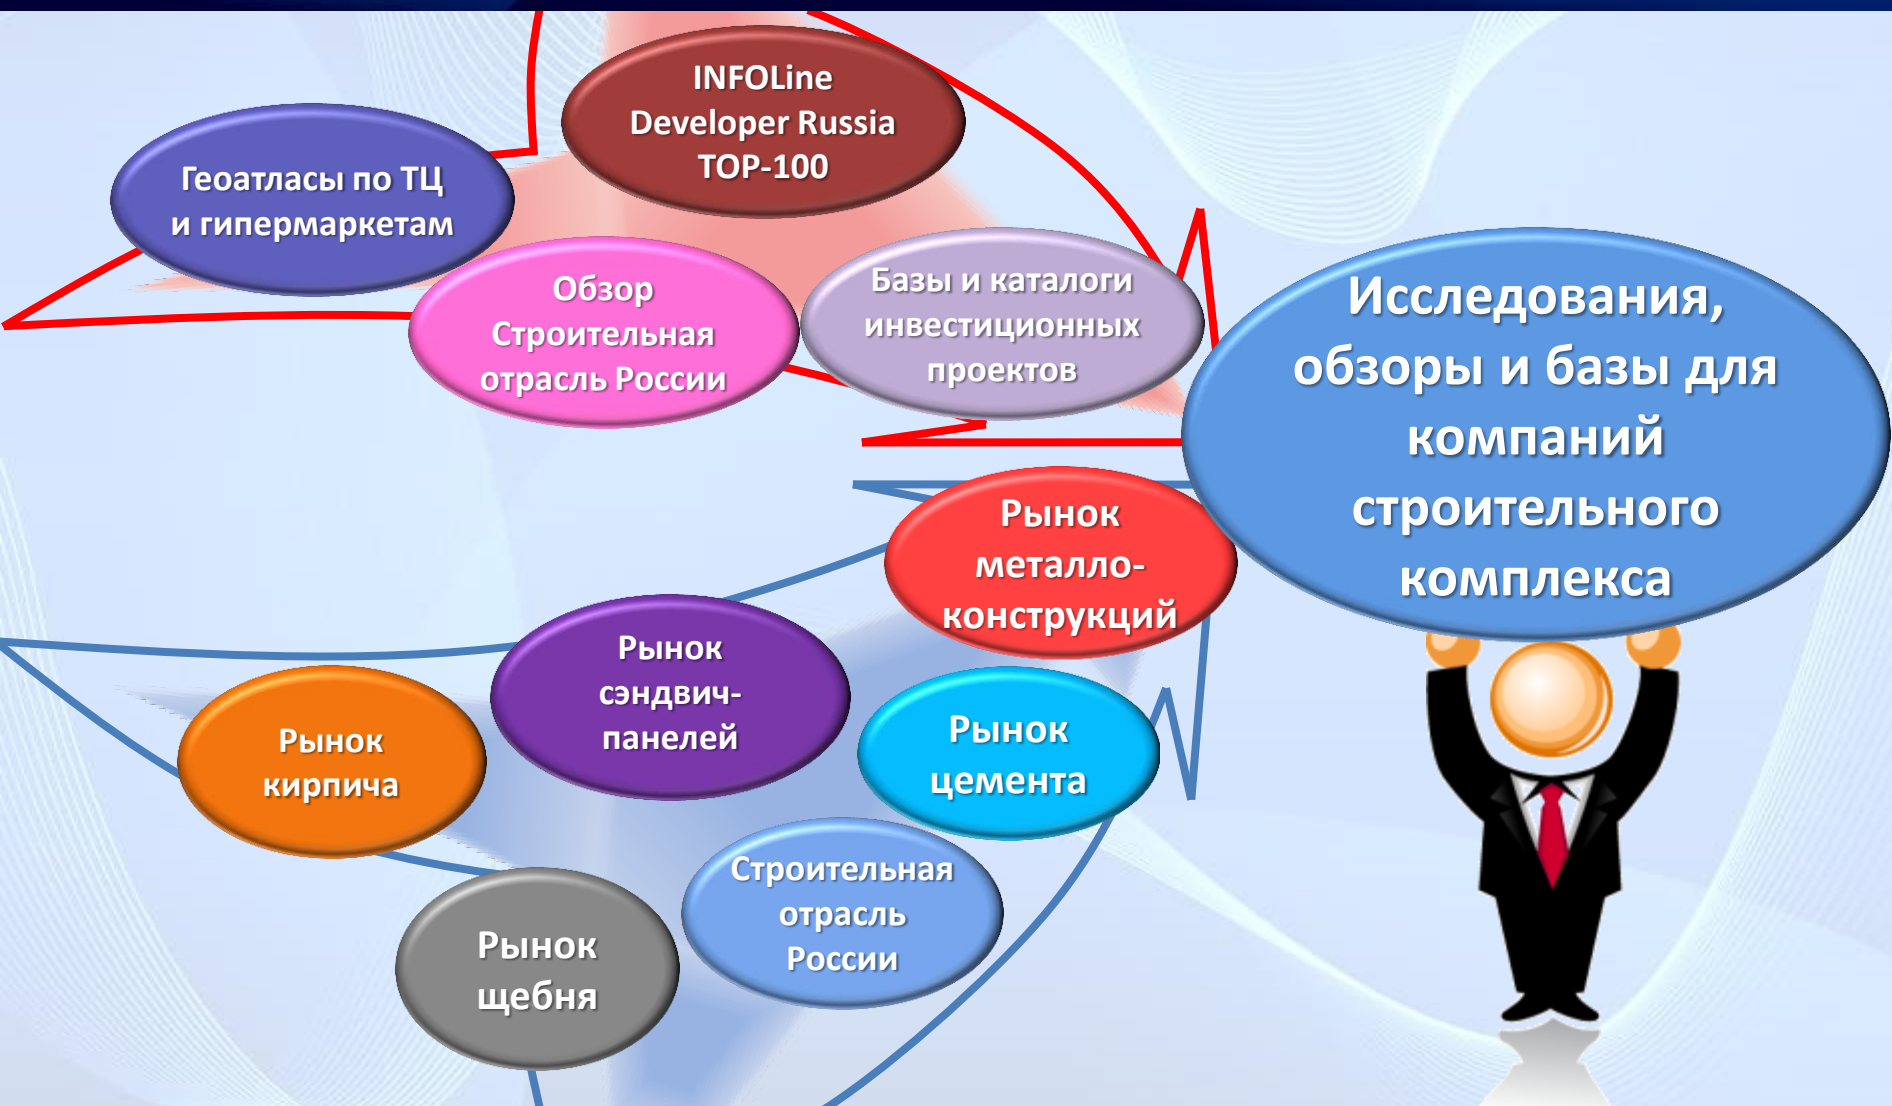 INFOLine
Developer Russia
TOP-100
Геоатласы по ТЦ
и гипермаркетам
Обзор
Строительная
отрасль России
Базы и каталоги
инвестиционных
проектов
Исследования,
обзоры и базы для
компаний
строительного
комплекса
Рынок
металло-
конструкций
Рынок
сэндвич-
панелей
Рынок
кирпича
Рынок
цемента
Строительная
отрасль
России
Рынок
щебня